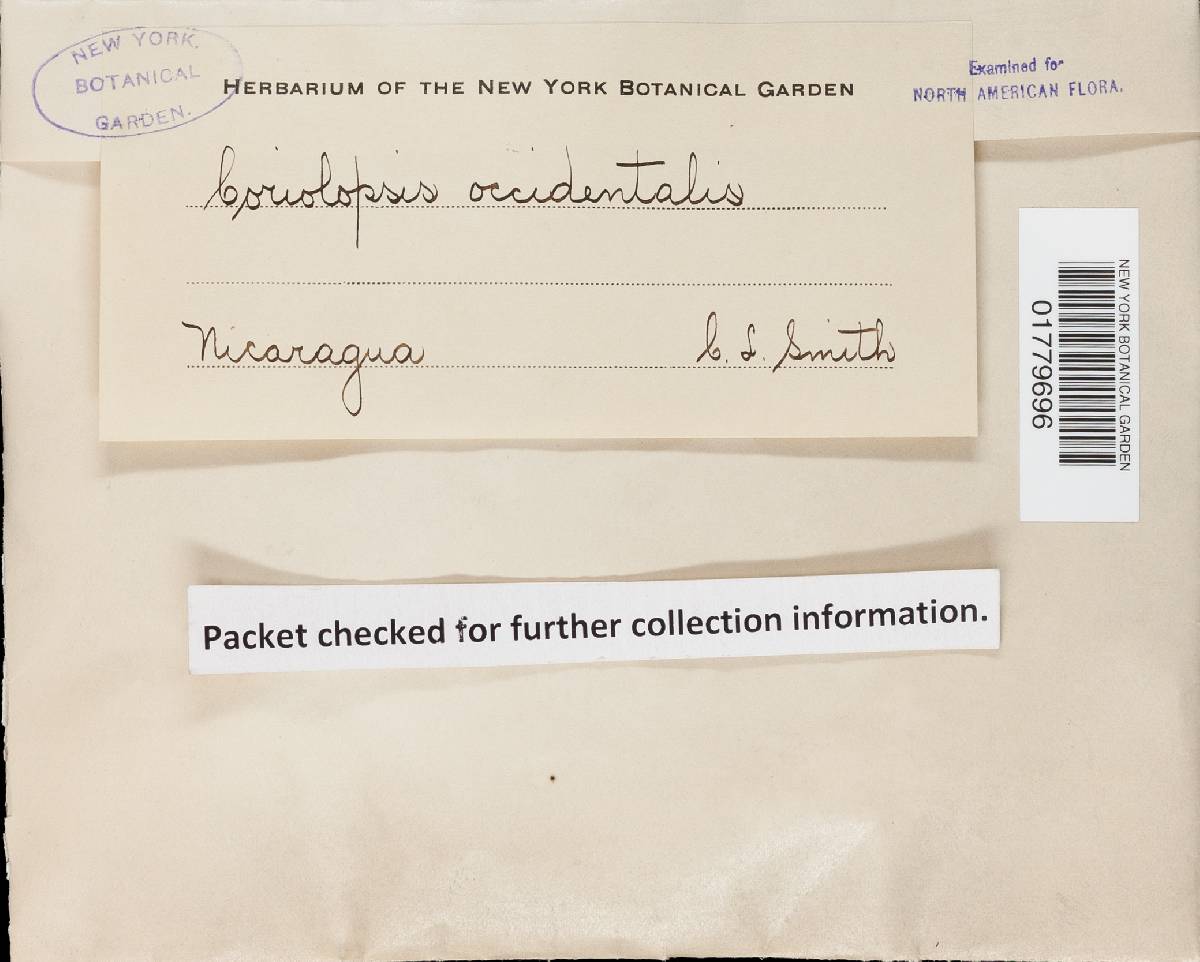 NEW YORK.
BOTANICAL
GARDEN.
HERBARIUM OF THE NEW YORK BOTANICAL GARDEN
Examined for
NORTH AMERICAN FLORA.
Coriolopsis occidentalis
Nicaragua C. L. Smith
NEW YORK BOTANICAL GARDEN
01779696
Packet checked for further collection information.